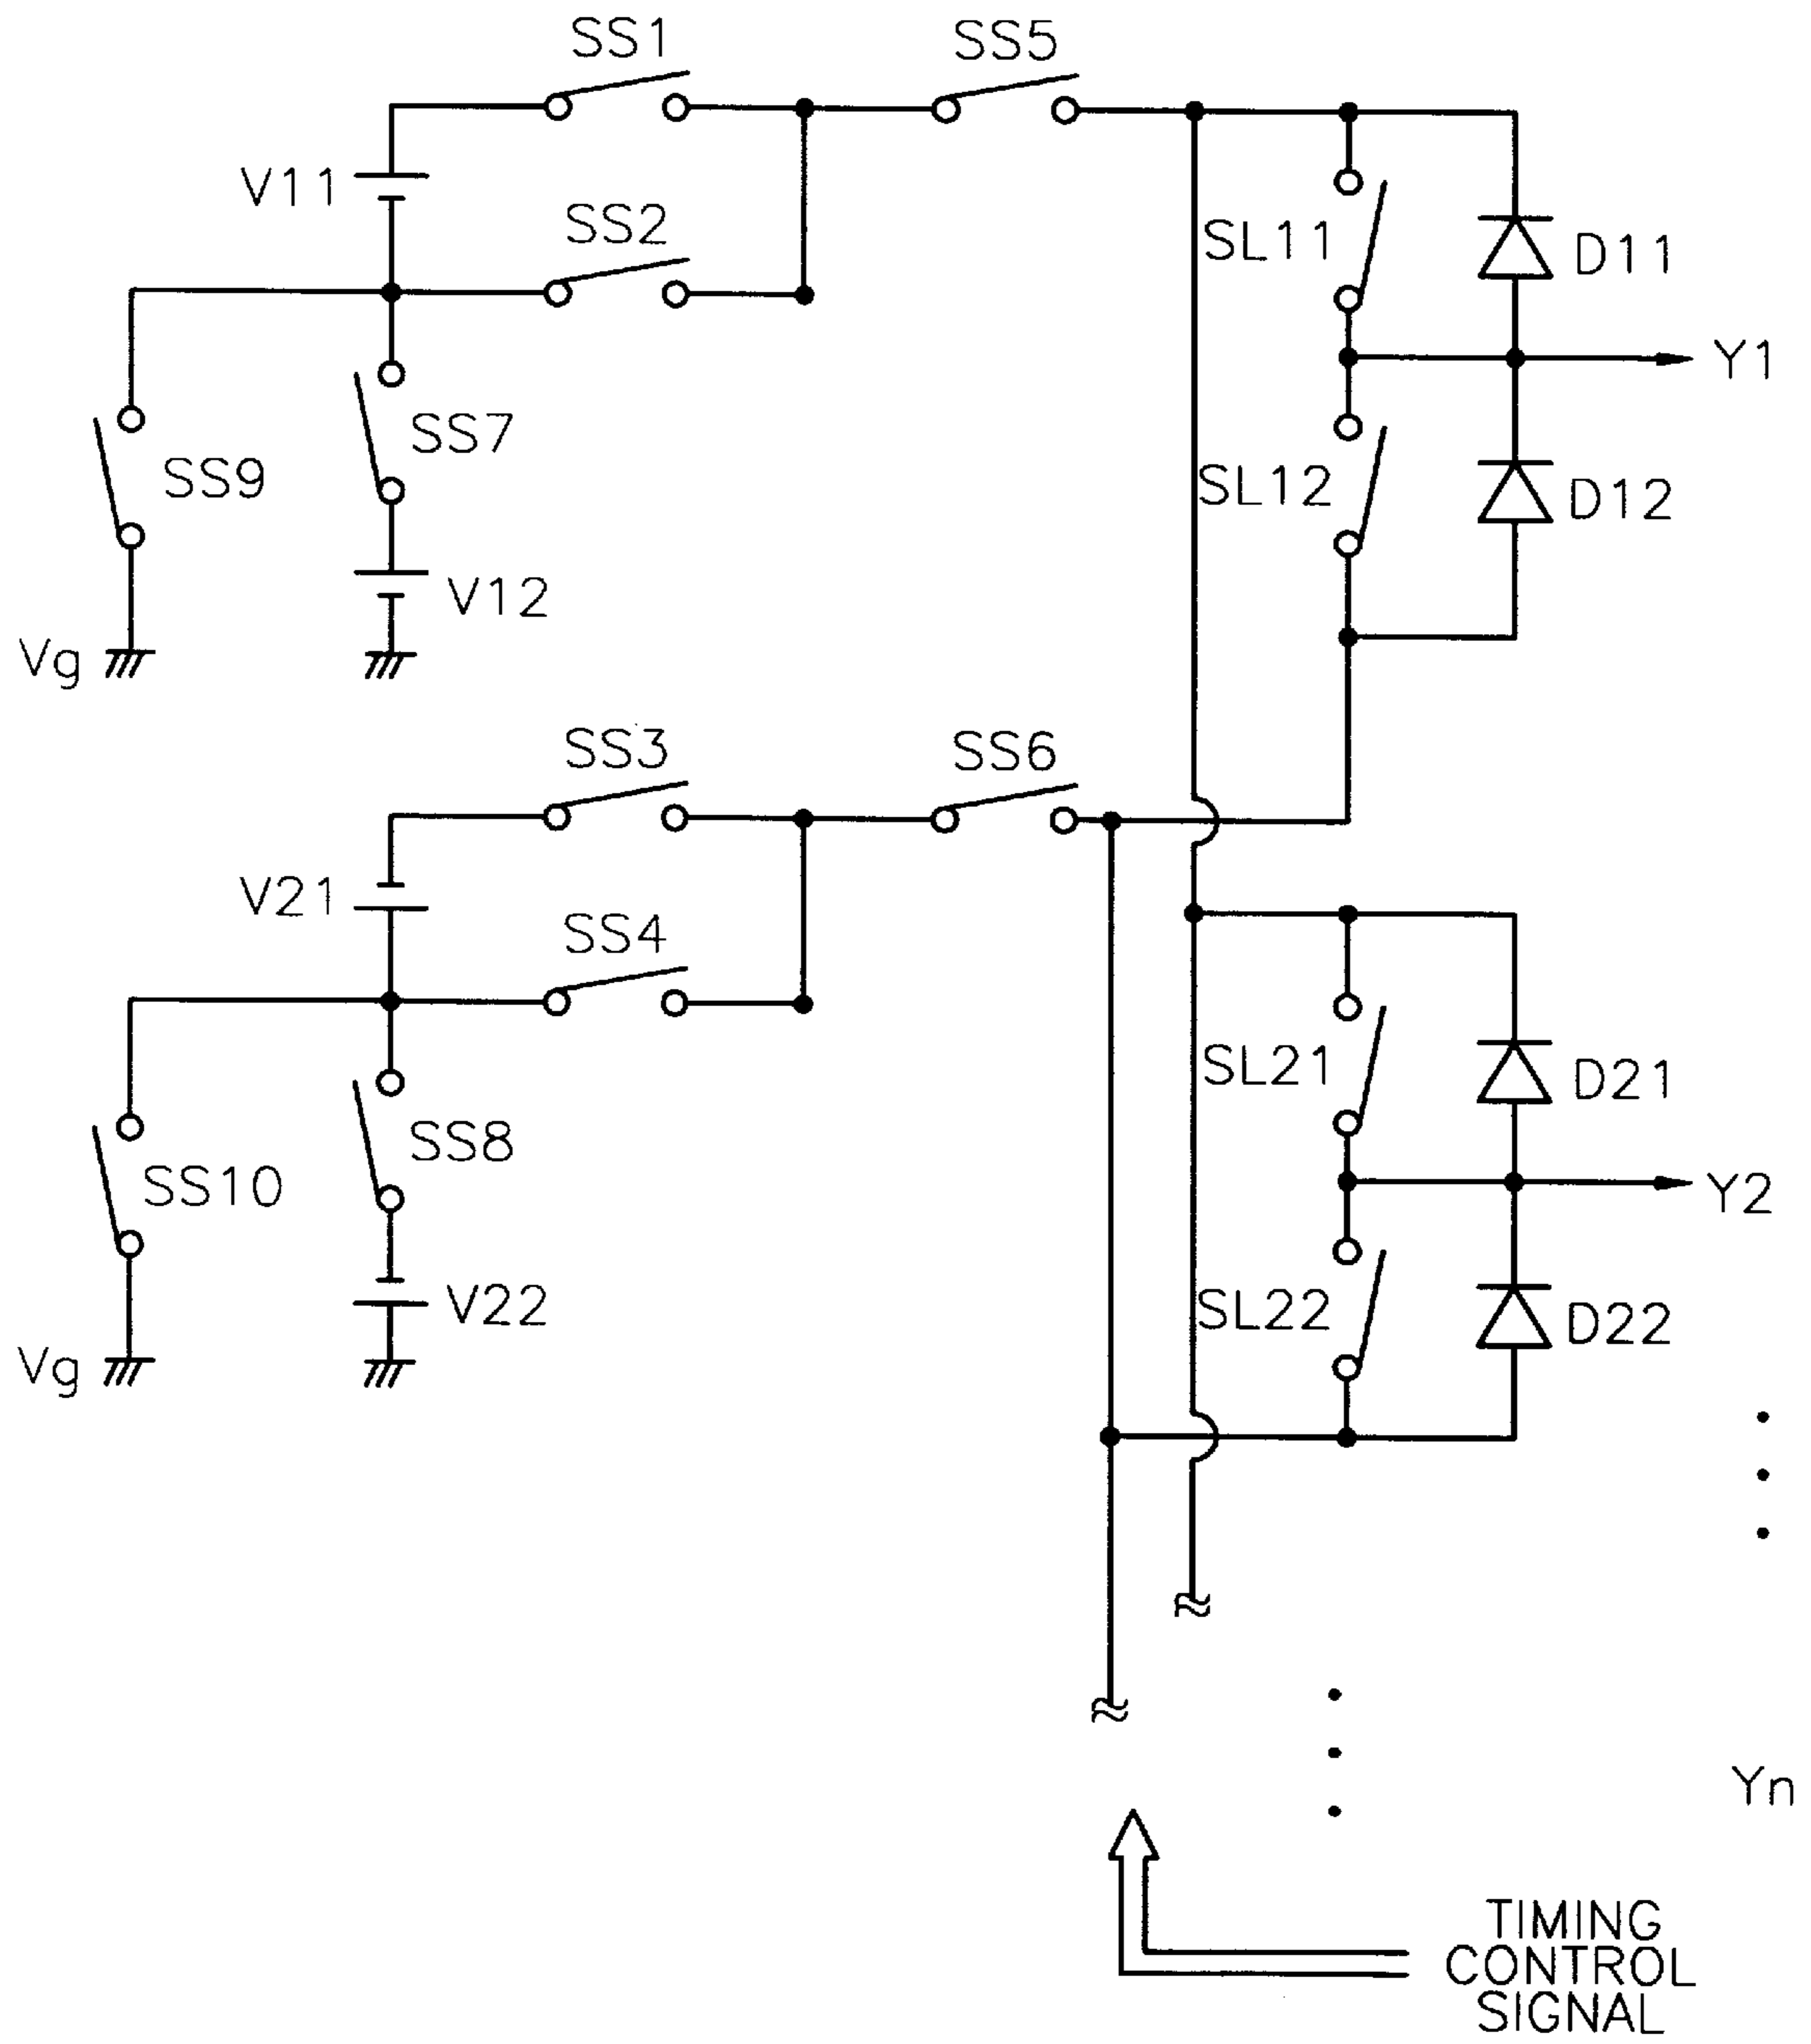 SS1
SS5
V11
SS2
SL11
D11
Y1
SS7
SS9
SL12
D12
V12
Vg
SS3
SS6
V21
SS4
SL21
D21
SS8
SS10
Y2
V22
SL22
D22
Vg
Yn
TIMING
CONTROL
SIGNAL